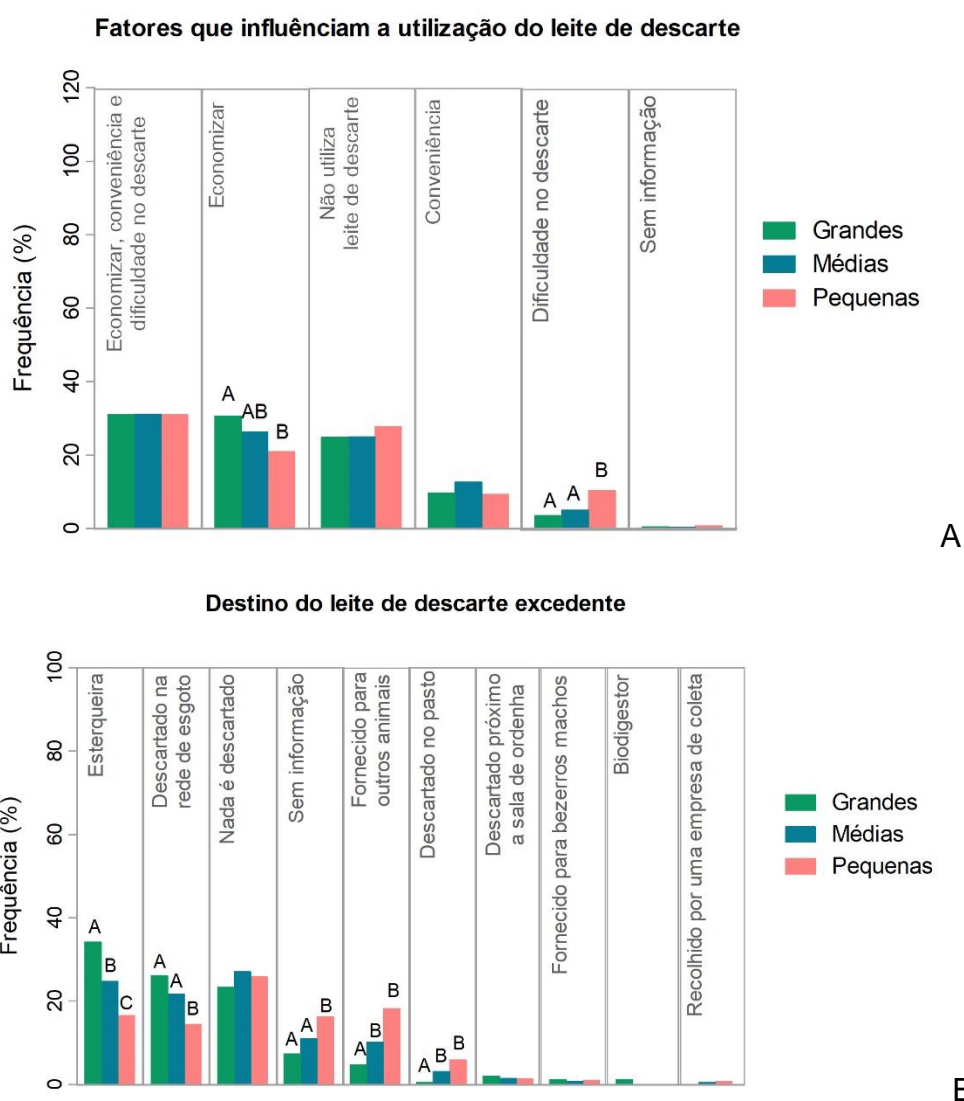 Fatores que influênciam a utilização do leite de descarte
Frequência (%)
0
20
40
60
80
100
120
Economizar, conveniência e
dificuldade no descarte
Economizar
Não utiliza
leite de descarte
Conveniência
Dificuldade no descarte
Sem informação
A
AB
B
A
A
B
Grandes
Médias
Pequenas
A
Destino do leite de descarte excedente
Frequência (%)
0
20
40
60
80
100
Esterqueira
Descartado na
rede de esgoto
Nada é descartado
Sem informação
Fornecido para
outros animais
Descartado no pasto
Descartado próximo
a sala de ordenha
Fornecido para bezerros machos
Biodigestor
Recolhido por uma empresa de coleta
A
B
C
A
A
B
A
A
B
A
B
B
A
B
B
Grandes
Médias
Pequenas
B